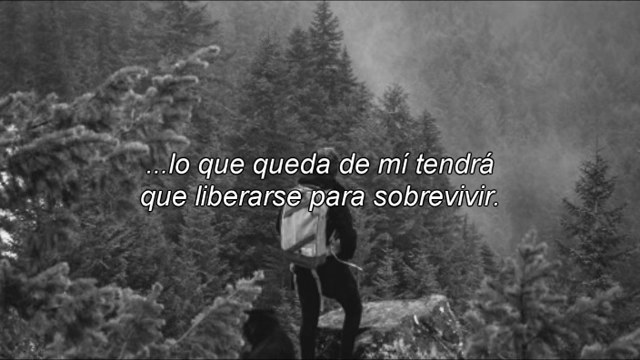 ...lo que queda de mí tendrá
que liberarse para sobrevivir.